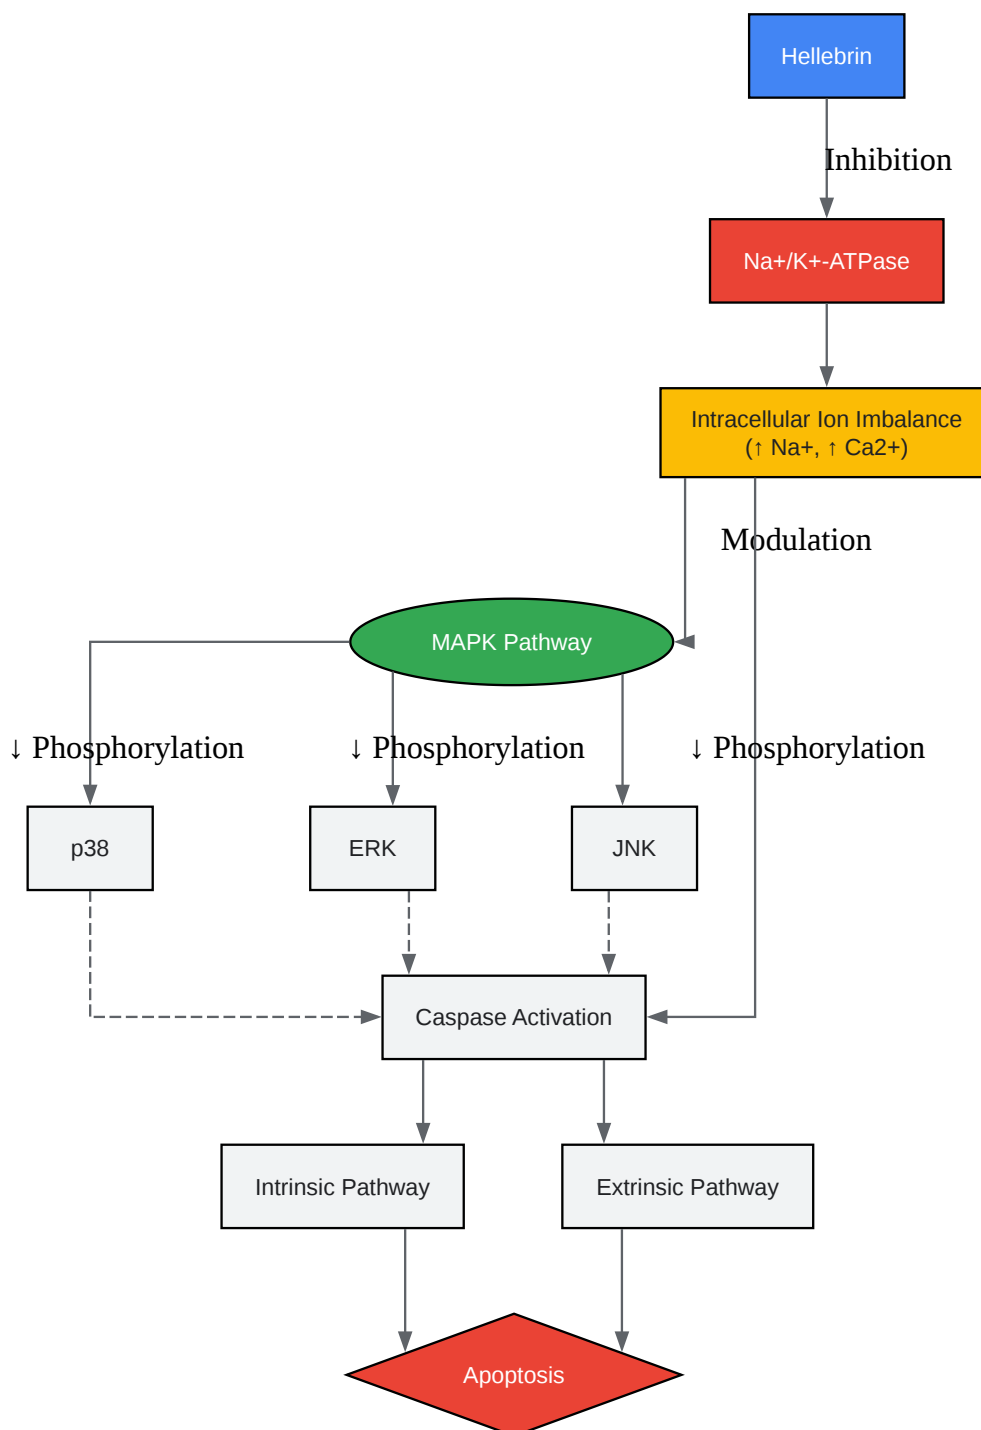 Hellebrin
Inhibition
Na+/K+-ATPase
Intracellular Ion Imbalance
(↑ Na+, ↑ Ca2+)
Modulation
MAPK Pathway
↓ Phosphorylation
↓ Phosphorylation
↓ Phosphorylation
p38
ERK
JNK
Caspase Activation
Intrinsic Pathway
Extrinsic Pathway
Apoptosis